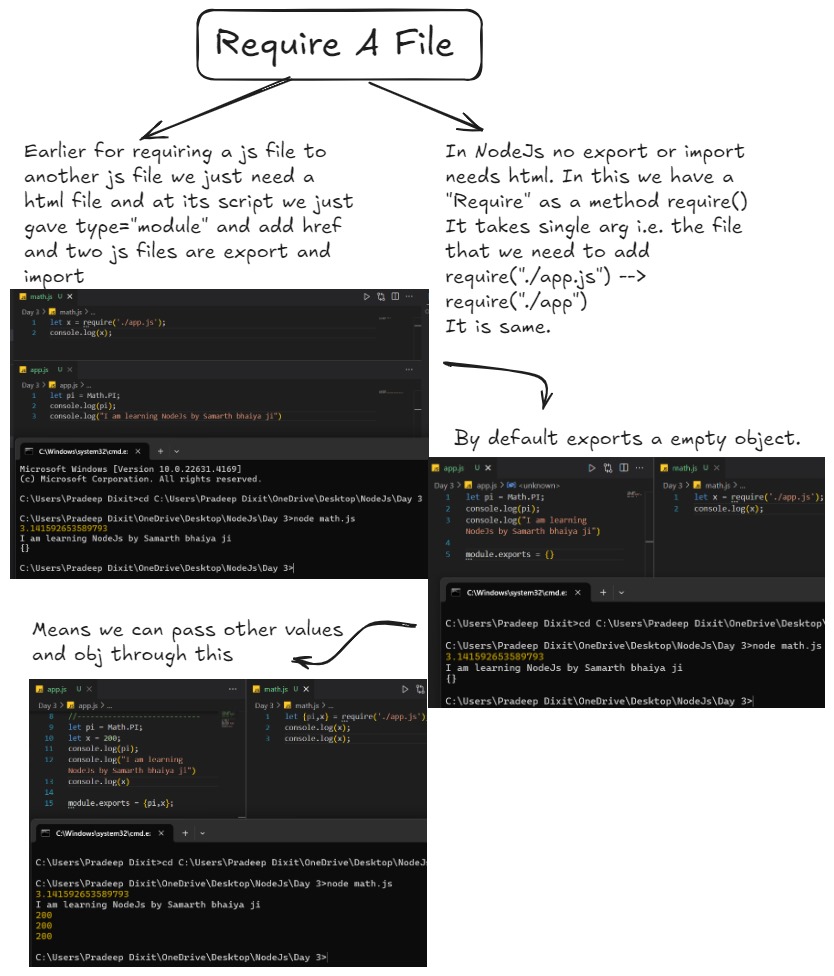 Require A File
Earlier for requiring a js file to
another js file we just need a
html file and at its script we just
gave type="module" and add href
and two js files are export and
import
In NodeJs no export or import
needs html. In this we have a
"Require" as a method require()
It takes single arg i.e. the file
that we need to add
require("./app.js") -->
require("./app")
It is same.
math.js U ×
Day 3 > math.js > ...
1 let x = require('./app.js');
2 console.log(x);
app.js U ×
Day 3 > app.js > ...
1 let pi = Math.PI;
2 console.log(pi);
3 console.log("I am learning NodeJs by Samarth bhaiya ji")
C:\Windows\system32\cmd.e: × +
Microsoft Windows [Version 10.0.22631.4169]
(c) Microsoft Corporation. All rights reserved.
C:\Users\Pradeep Dixit>cd C:\Users\Pradeep Dixit\OneDrive\Desktop\NodeJs\Day 3
C:\Users\Pradeep Dixit\OneDrive\Desktop\NodeJs\Day 3>node math.js
3.141592653589793
I am learning NodeJs by Samarth bhaiya ji
{}
C:\Users\Pradeep Dixit\OneDrive\Desktop\NodeJs\Day 3>
By default exports a empty object.
app.js U ×
Day 3 > app.js > <unknown>
1 let pi = Math.PI;
2 console.log(pi);
3 console.log("I am learning
NodeJs by Samarth bhaiya ji")
4
5 module.exports = {}
math.js U ×
Day 3 > math.js > ...
1 let x = require('./app.js');
2 console.log(x);
C:\Windows\system32\cmd.e: × +
C:\Users\Pradeep Dixit>cd C:\Users\Pradeep Dixit\OneDrive\Desktop\
C:\Users\Pradeep Dixit\OneDrive\Desktop\NodeJs\Day 3>node math.js
3.141592653589793
I am learning NodeJs by Samarth bhaiya ji
{}
C:\Users\Pradeep Dixit\OneDrive\Desktop\NodeJs\Day 3>
Means we can pass other values
and obj through this
app.js U ×
Day 3 > app.js > ...
8 //----------------------------
9 let pi = Math.PI;
10 let x = 200;
11 console.log(pi);
12 console.log("I am learning
NodeJs by Samarth bhaiya ji")
13 console.log(x)
14
15 module.exports = {pi,x};
math.js U ×
Day 3 > math.js > ...
1 let {pi,x} = require('./app.js')
2 console.log(x);
3 console.log(x);
C:\Windows\system32\cmd.e: × +
C:\Users\Pradeep Dixit>cd C:\Users\Pradeep Dixit\OneDrive\Desktop\NodeJ
C:\Users\Pradeep Dixit\OneDrive\Desktop\NodeJs\Day 3>node math.js
3.141592653589793
I am learning NodeJs by Samarth bhaiya ji
200
200
200
C:\Users\Pradeep Dixit\OneDrive\Desktop\NodeJs\Day 3>